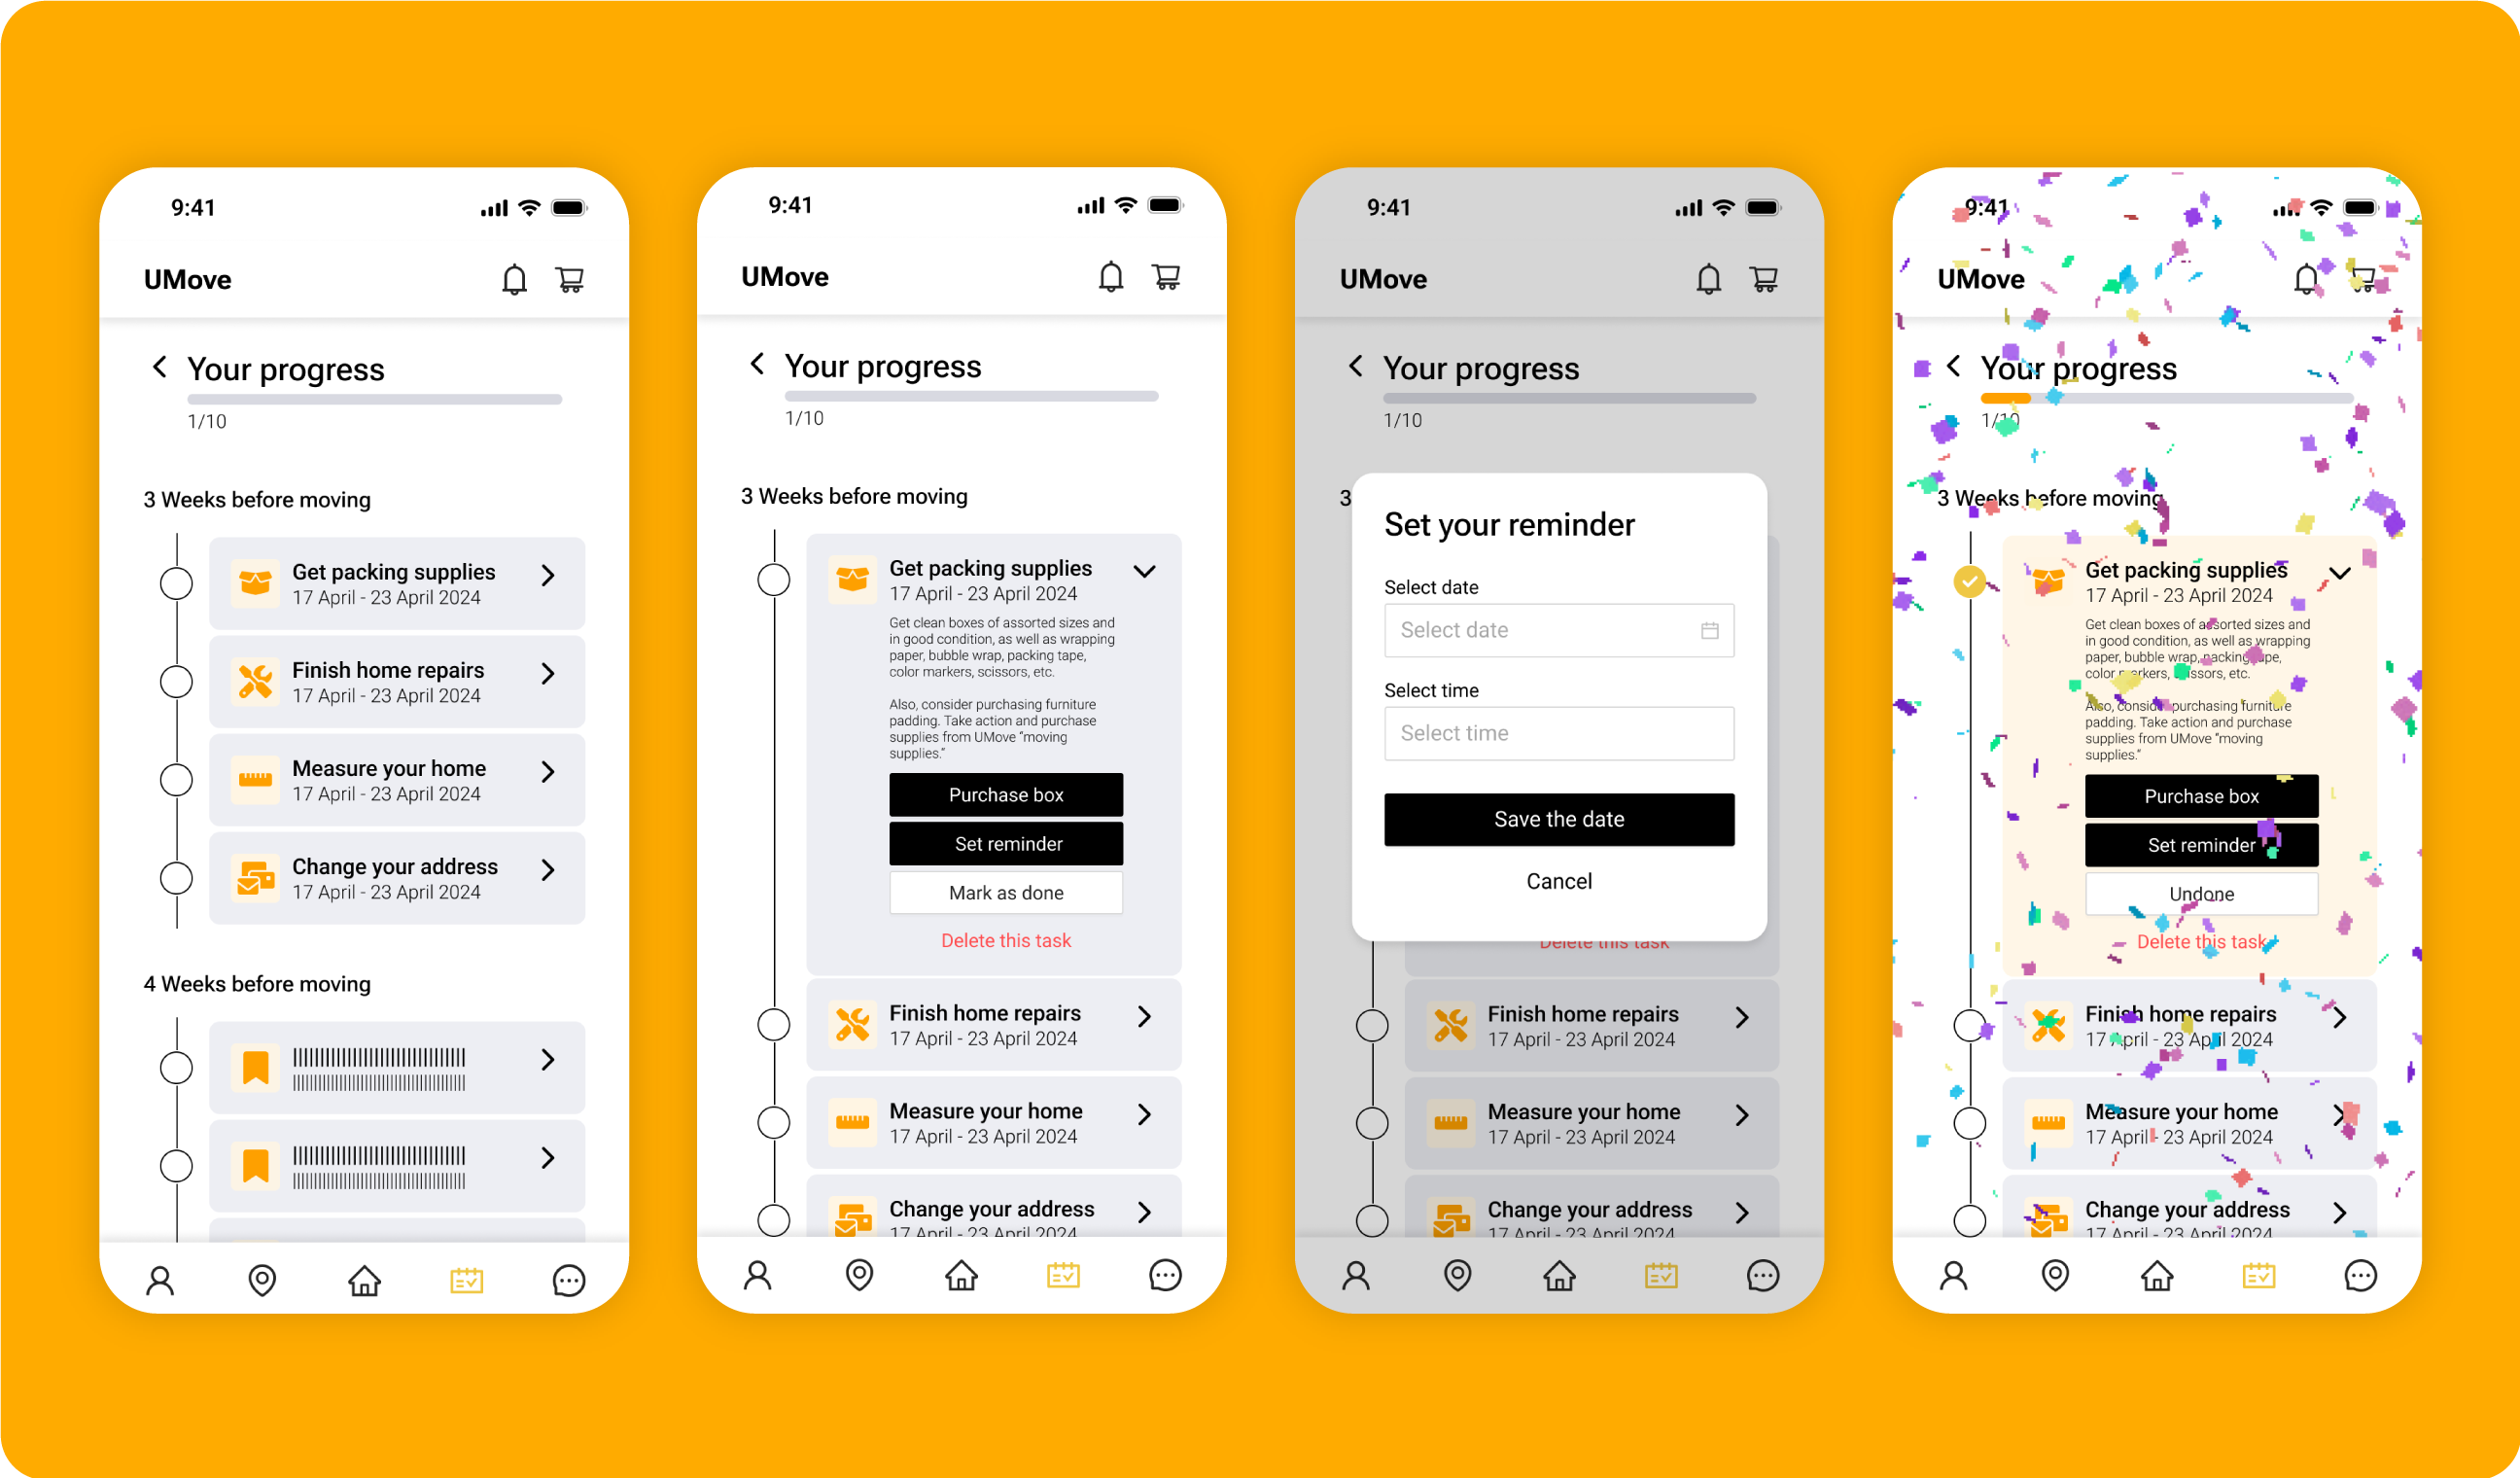 9:41
UMove
Your progress
1/10
3 Weeks before moving
Get packing supplies
17 April - 23 April 2024
Finish home repairs
17 April - 23 April 2024
Measure your home
17 April - 23 April 2024
Change your address
17 April - 23 April 2024
4 Weeks before moving
9:41
UMove
Your progress
1/10
3 Weeks before moving
Get packing supplies
17 April - 23 April 2024
Get clean boxes of assorted sizes and
in good condition, as well as wrapping
paper, bubble wrap, packing tape,
color markers, scissors, etc.
Also, consider purchasing furniture
padding. Take action and purchase
supplies from UMove “moving
supplies.”
Purchase box
Set reminder
Mark as done
Delete this task
Finish home repairs
17 April - 23 April 2024
Measure your home
17 April - 23 April 2024
Change your address
17 April - 23 April 2024
9:41
UMove
Your progress
1/10
3
Set your reminder
Select date
Select date
Select time
Select time
Save the date
Cancel
Delete this task
Finish home repairs
17 April - 23 April 2024
Measure your home
17 April - 23 April 2024
Change your address
17 April - 23 April 2024
9:41
UMove
Your progress
1/10
3 Weeks before moving
Get packing supplies
17 April - 23 April 2024
Get clean boxes of assorted sizes and
in good condition, as well as wrapping
paper, bubble wrap, packing tape,
color markers, scissors, etc.
Also, consider purchasing furniture
padding. Take action and purchase
supplies from UMove “moving
supplies.”
Purchase box
Set reminder
Undone
Delete this task
Finish home repairs
17 April - 23 April 2024
Measure your home
17 April - 23 April 2024
Change your address
17 April - 23 April 2024